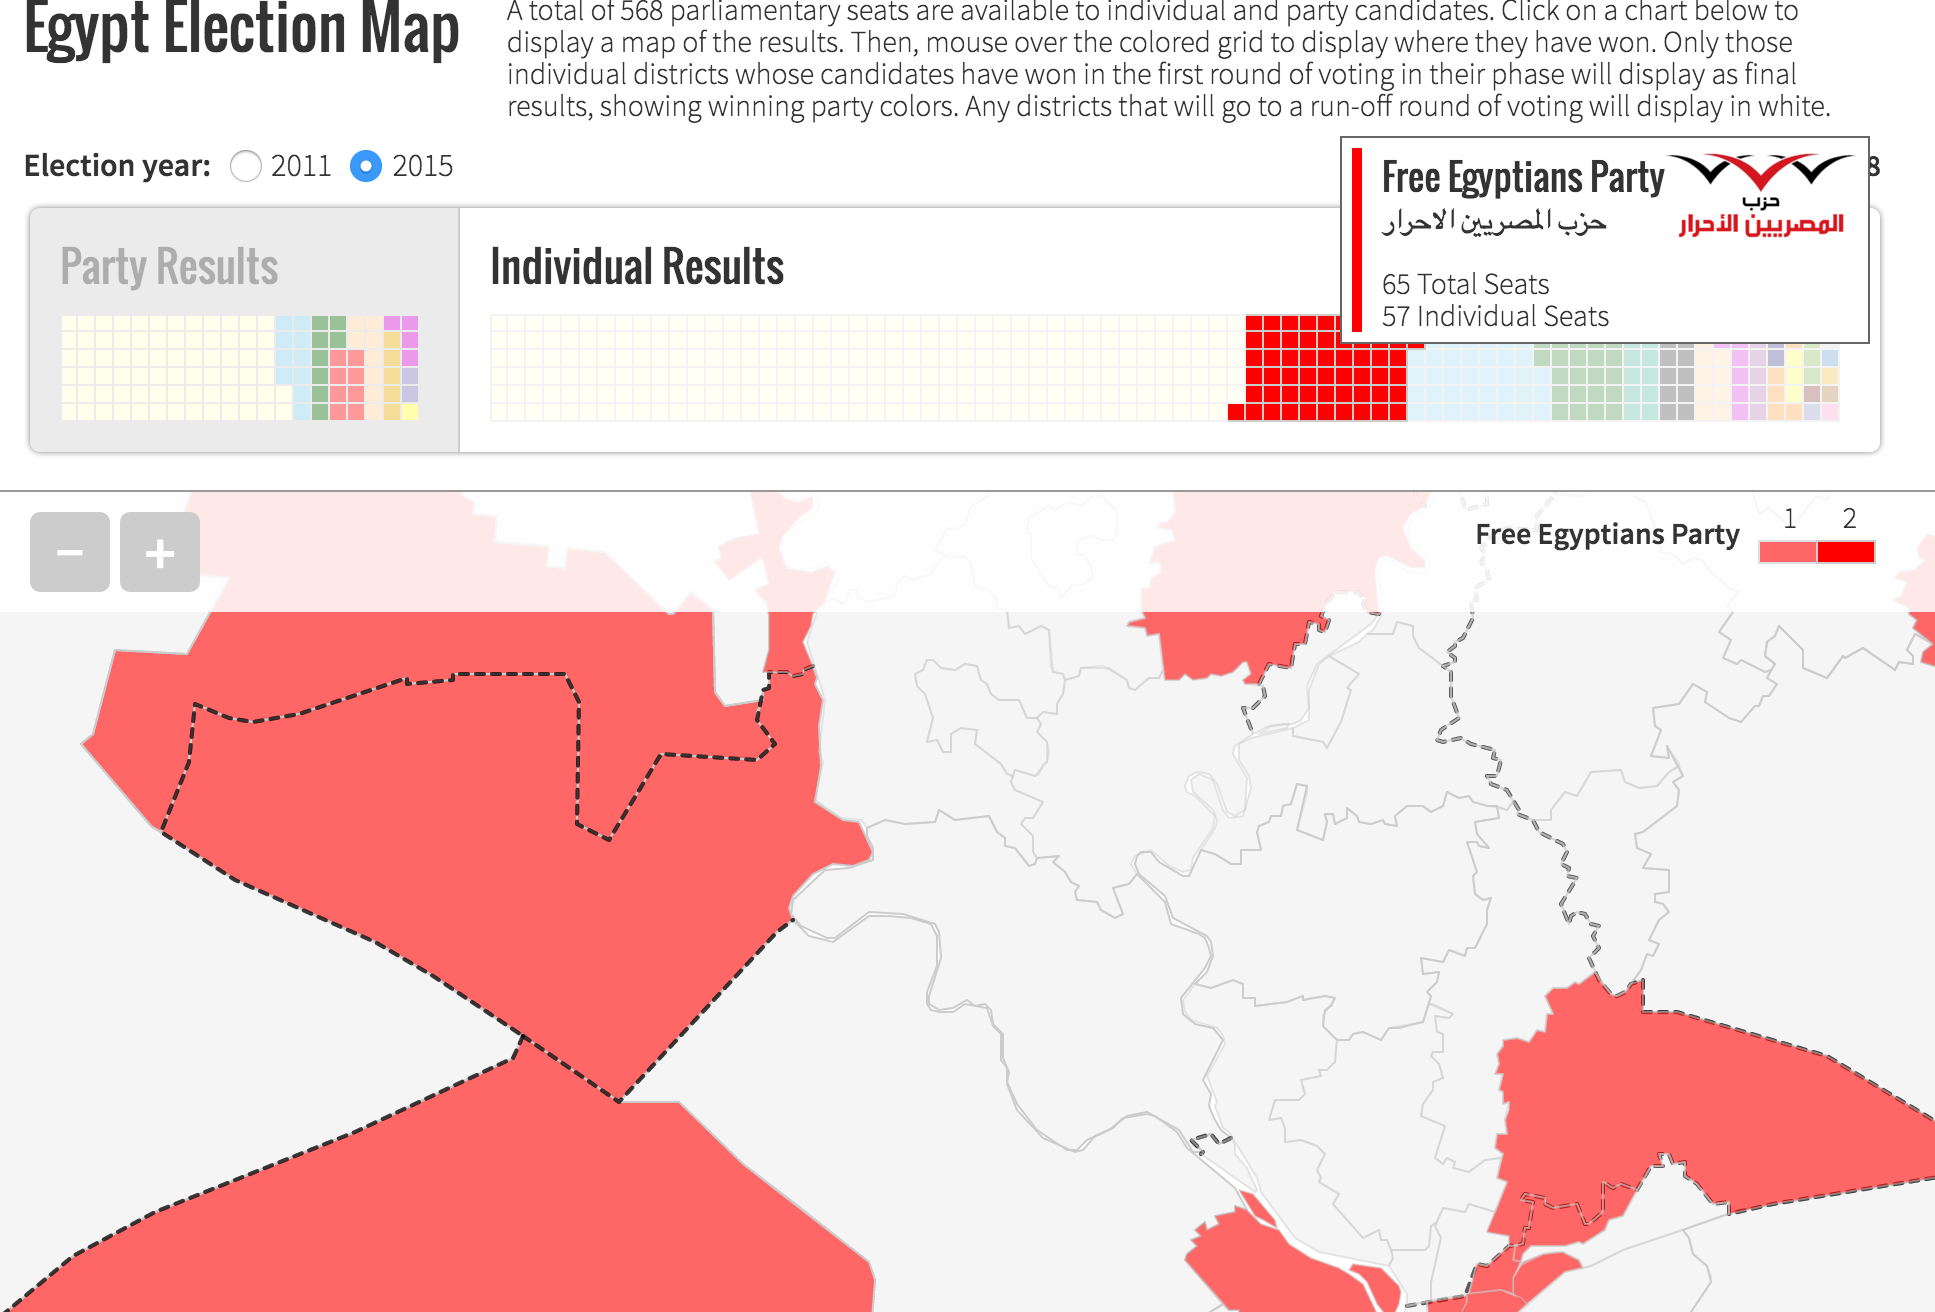 Egypt Election Map
A total of 568 parliamentary seats are available to individual and party candidates. Click on a chart below to
display a map of the results. Then, mouse over the colored grid to display where they have won. Only those
individual districts whose candidates have won in the first round of voting in their phase will display as final
results, showing winning party colors. Any districts that will go to a run-off round of voting will display in white.
Election year: 2011 2015
8
Free Egyptians Party
حزب المصريين الاحرار
حزب
المصريين الأحرار
65 Total Seats
57 Individual Seats
Party Results
Individual Results
− +
Free Egyptians Party 1 2